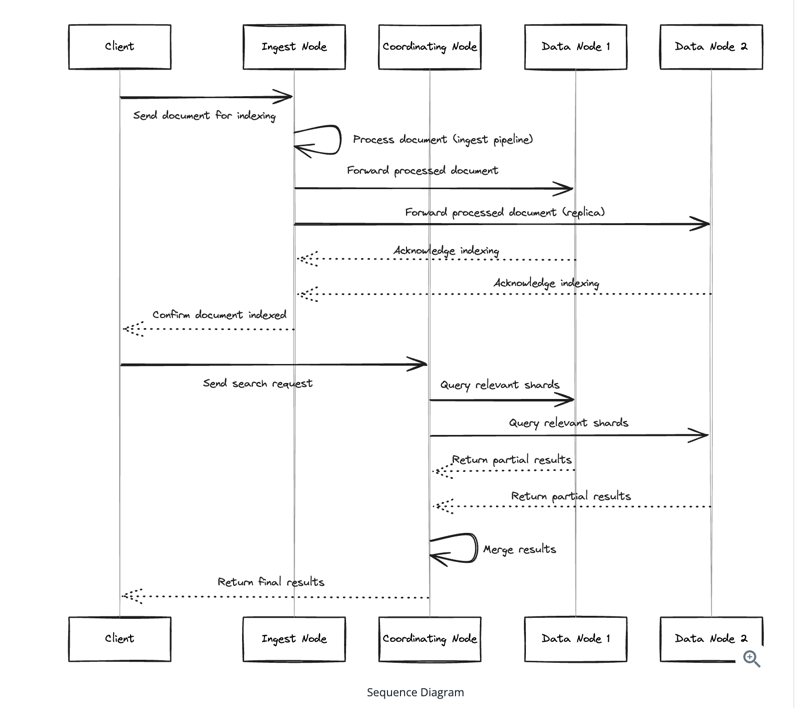 Client
Ingest Node
Coordinating Node
Data Node 1
Data Node 2
Send document for indexing
Process document (ingest pipeline)
Forward processed document
Forward processed document (replica)
Acknowledge indexing
Acknowledge indexing
Confirm document indexed
Send search request
Query relevant shards
Query relevant shards
Return partial results
Return partial results
Merge results
Return final results
Client
Ingest Node
Coordinating Node
Data Node 1
Data Node 2
Sequence Diagram